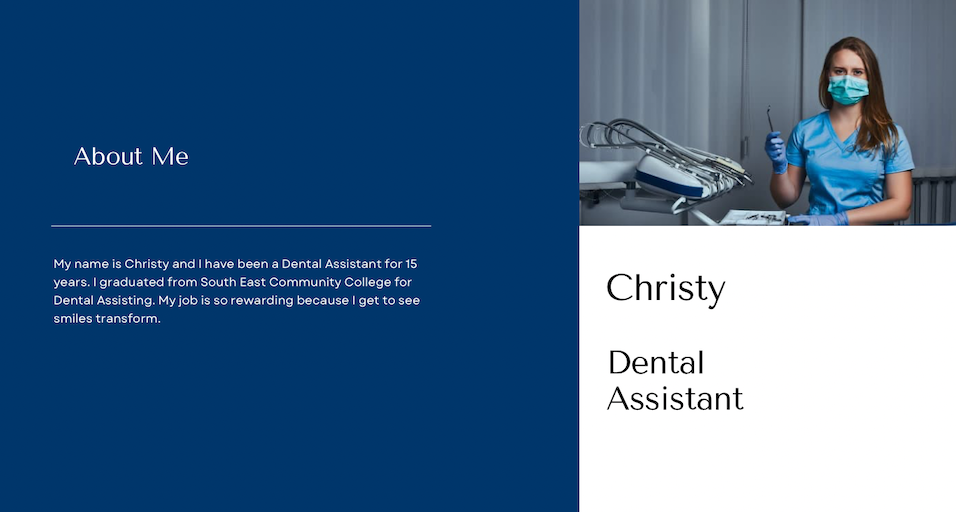 About Me
My name is Christy and I have been a Dental Assistant for 15
years. I graduated from South East Community College for
Dental Assisting. My job is so rewarding because I get to see
smiles transform.
Christy
Dental
Assistant